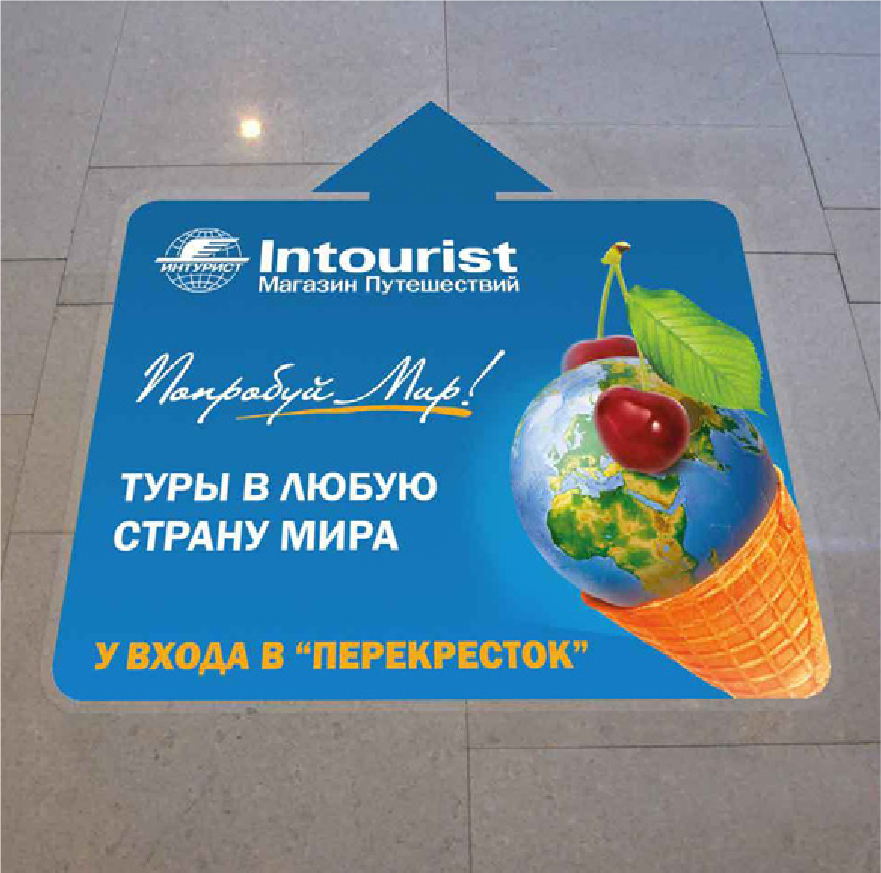 ИНТУРИСТ
Intourist
Магазин Путешествий
Попробуй Мир!
ТУРЫ В ЛЮБУЮ
СТРАНУ МИРА
У ВХОДА В “ПЕРЕКРЕСТОК”